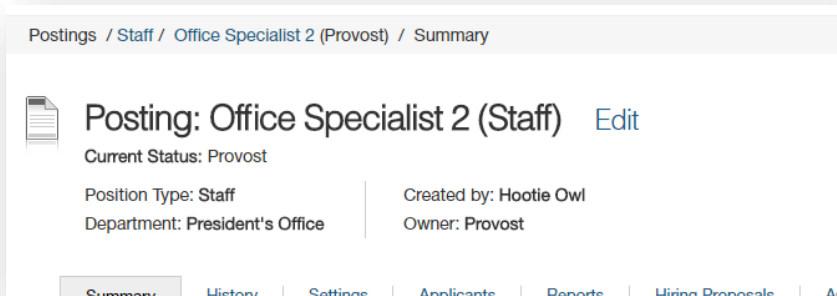 Postings / Staff / Office Specialist 2 (Provost) / Summary
Posting: Office Specialist 2 (Staff) Edit
Current Status: Provost
Position Type: Staff Created by: Hootie Owl
Department: President's Office Owner: Provost
Summary History Settings Applicants Reports Hiring Proposals